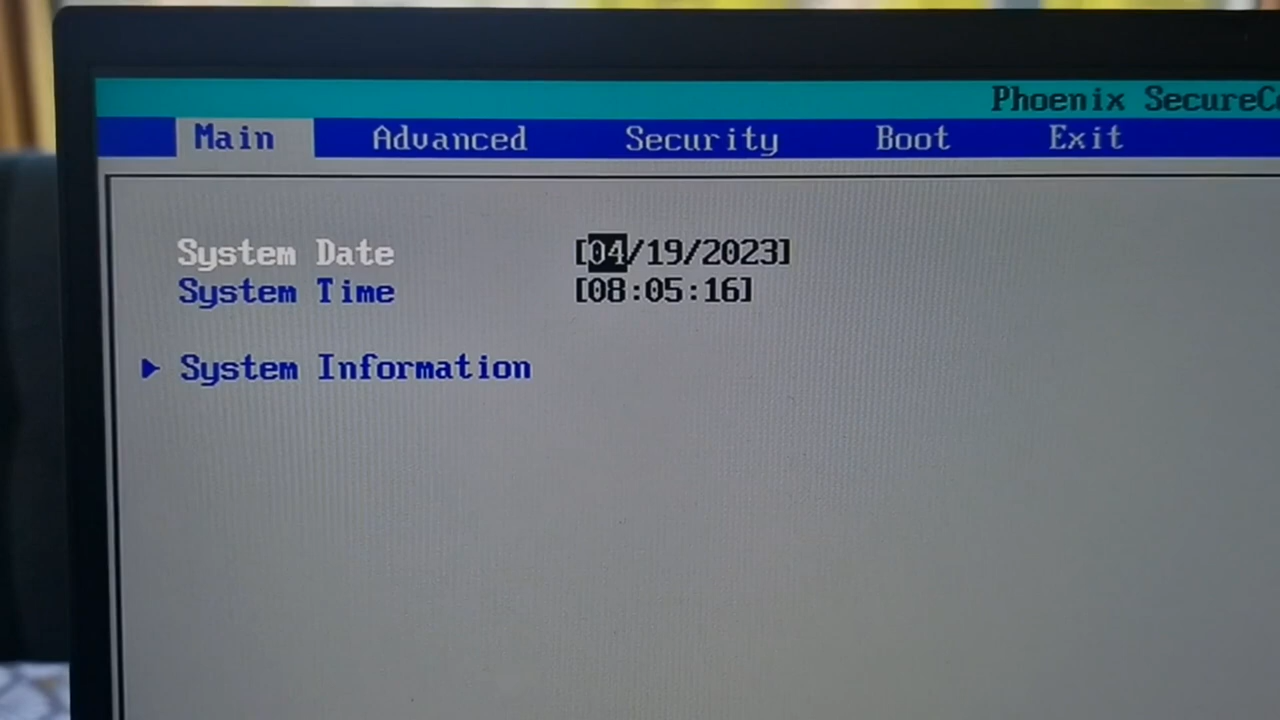 Phoenix SecureC
Main Advanced Security Boot Exit
System Date [04/19/2023]
System Time [08:05:16]
System Information